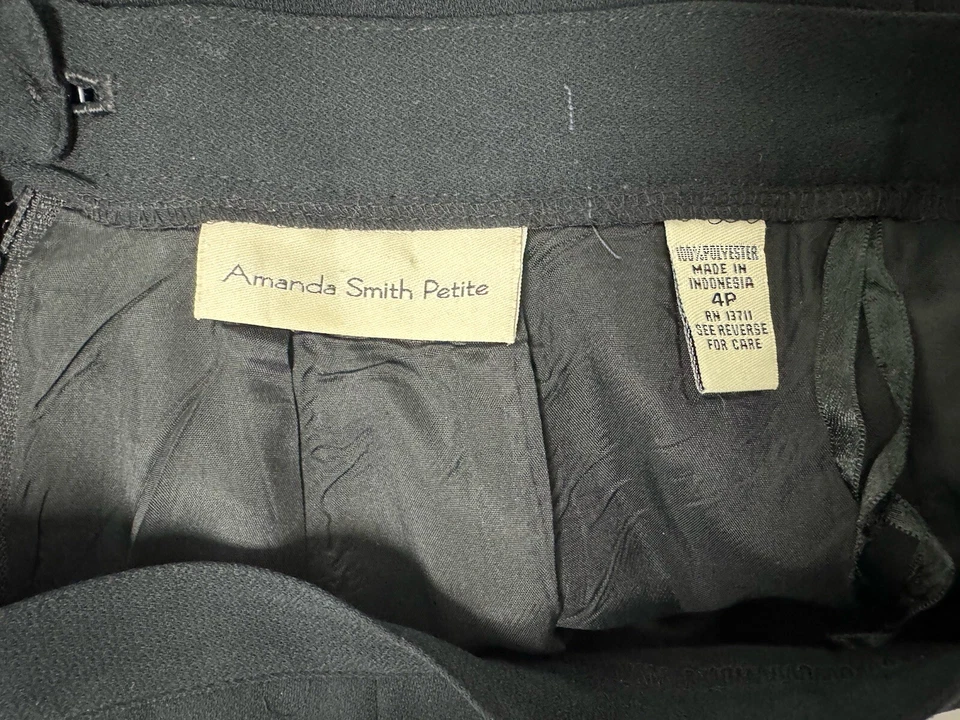 Amanda Smith Petite
100% POLYESTER
MADE IN
INDONESIA
4P
RN 13711
SEE REVERSE
FOR CARE